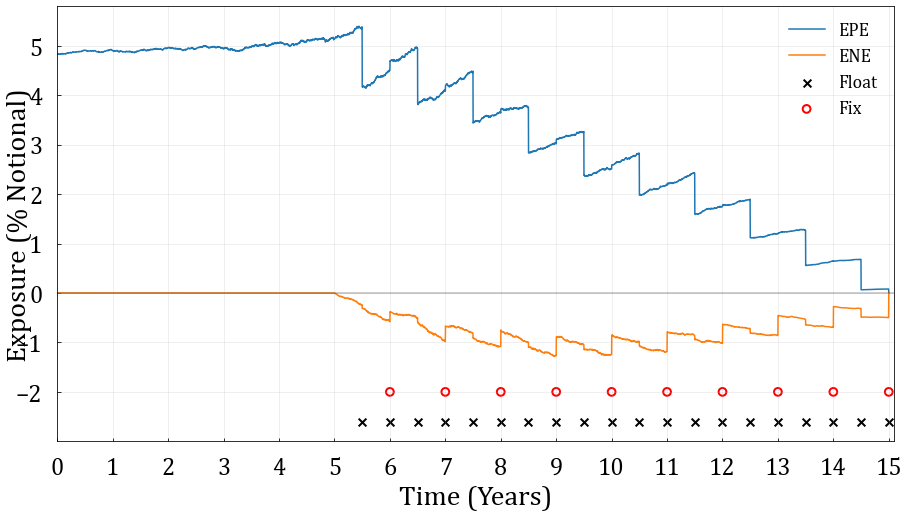 EPE
ENE
Float
Fix
Exposure (% Notional)
5
4
3
2
1
0
−1
−2
0 1 2 3 4 5 6 7 8 9 10 11 12 13 14 15
Time (Years)